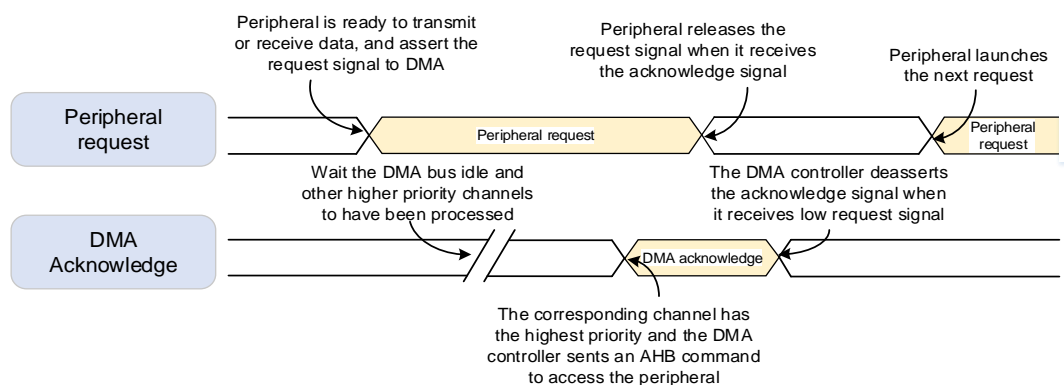 Peripheral is ready to transmit
or receive data, and assert the
request signal to DMA
Peripheral releases the
request signal when it receives
the acknowledge signal
Peripheral launches
the next request
Peripheral
request
Peripheral request
Peripheral
request
Wait the DMA bus idle and
other higher priority channels
to have been processed
The DMA controller deasserts
the acknowledge signal when
it receives low request signal
DMA
Acknowledge
DMA acknowledge
The corresponding channel has
the highest priority and the DMA
controller sents an AHB command
to access the peripheral